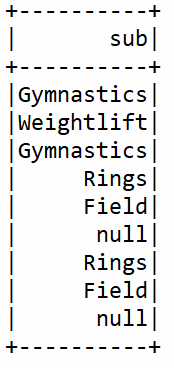 +----------+
|       sub|
+----------+
|Gymnastics|
|Weightlift|
|Gymnastics|
|     Rings|
|     Field|
|      null|
|     Rings|
|     Field|
|      null|
+----------+